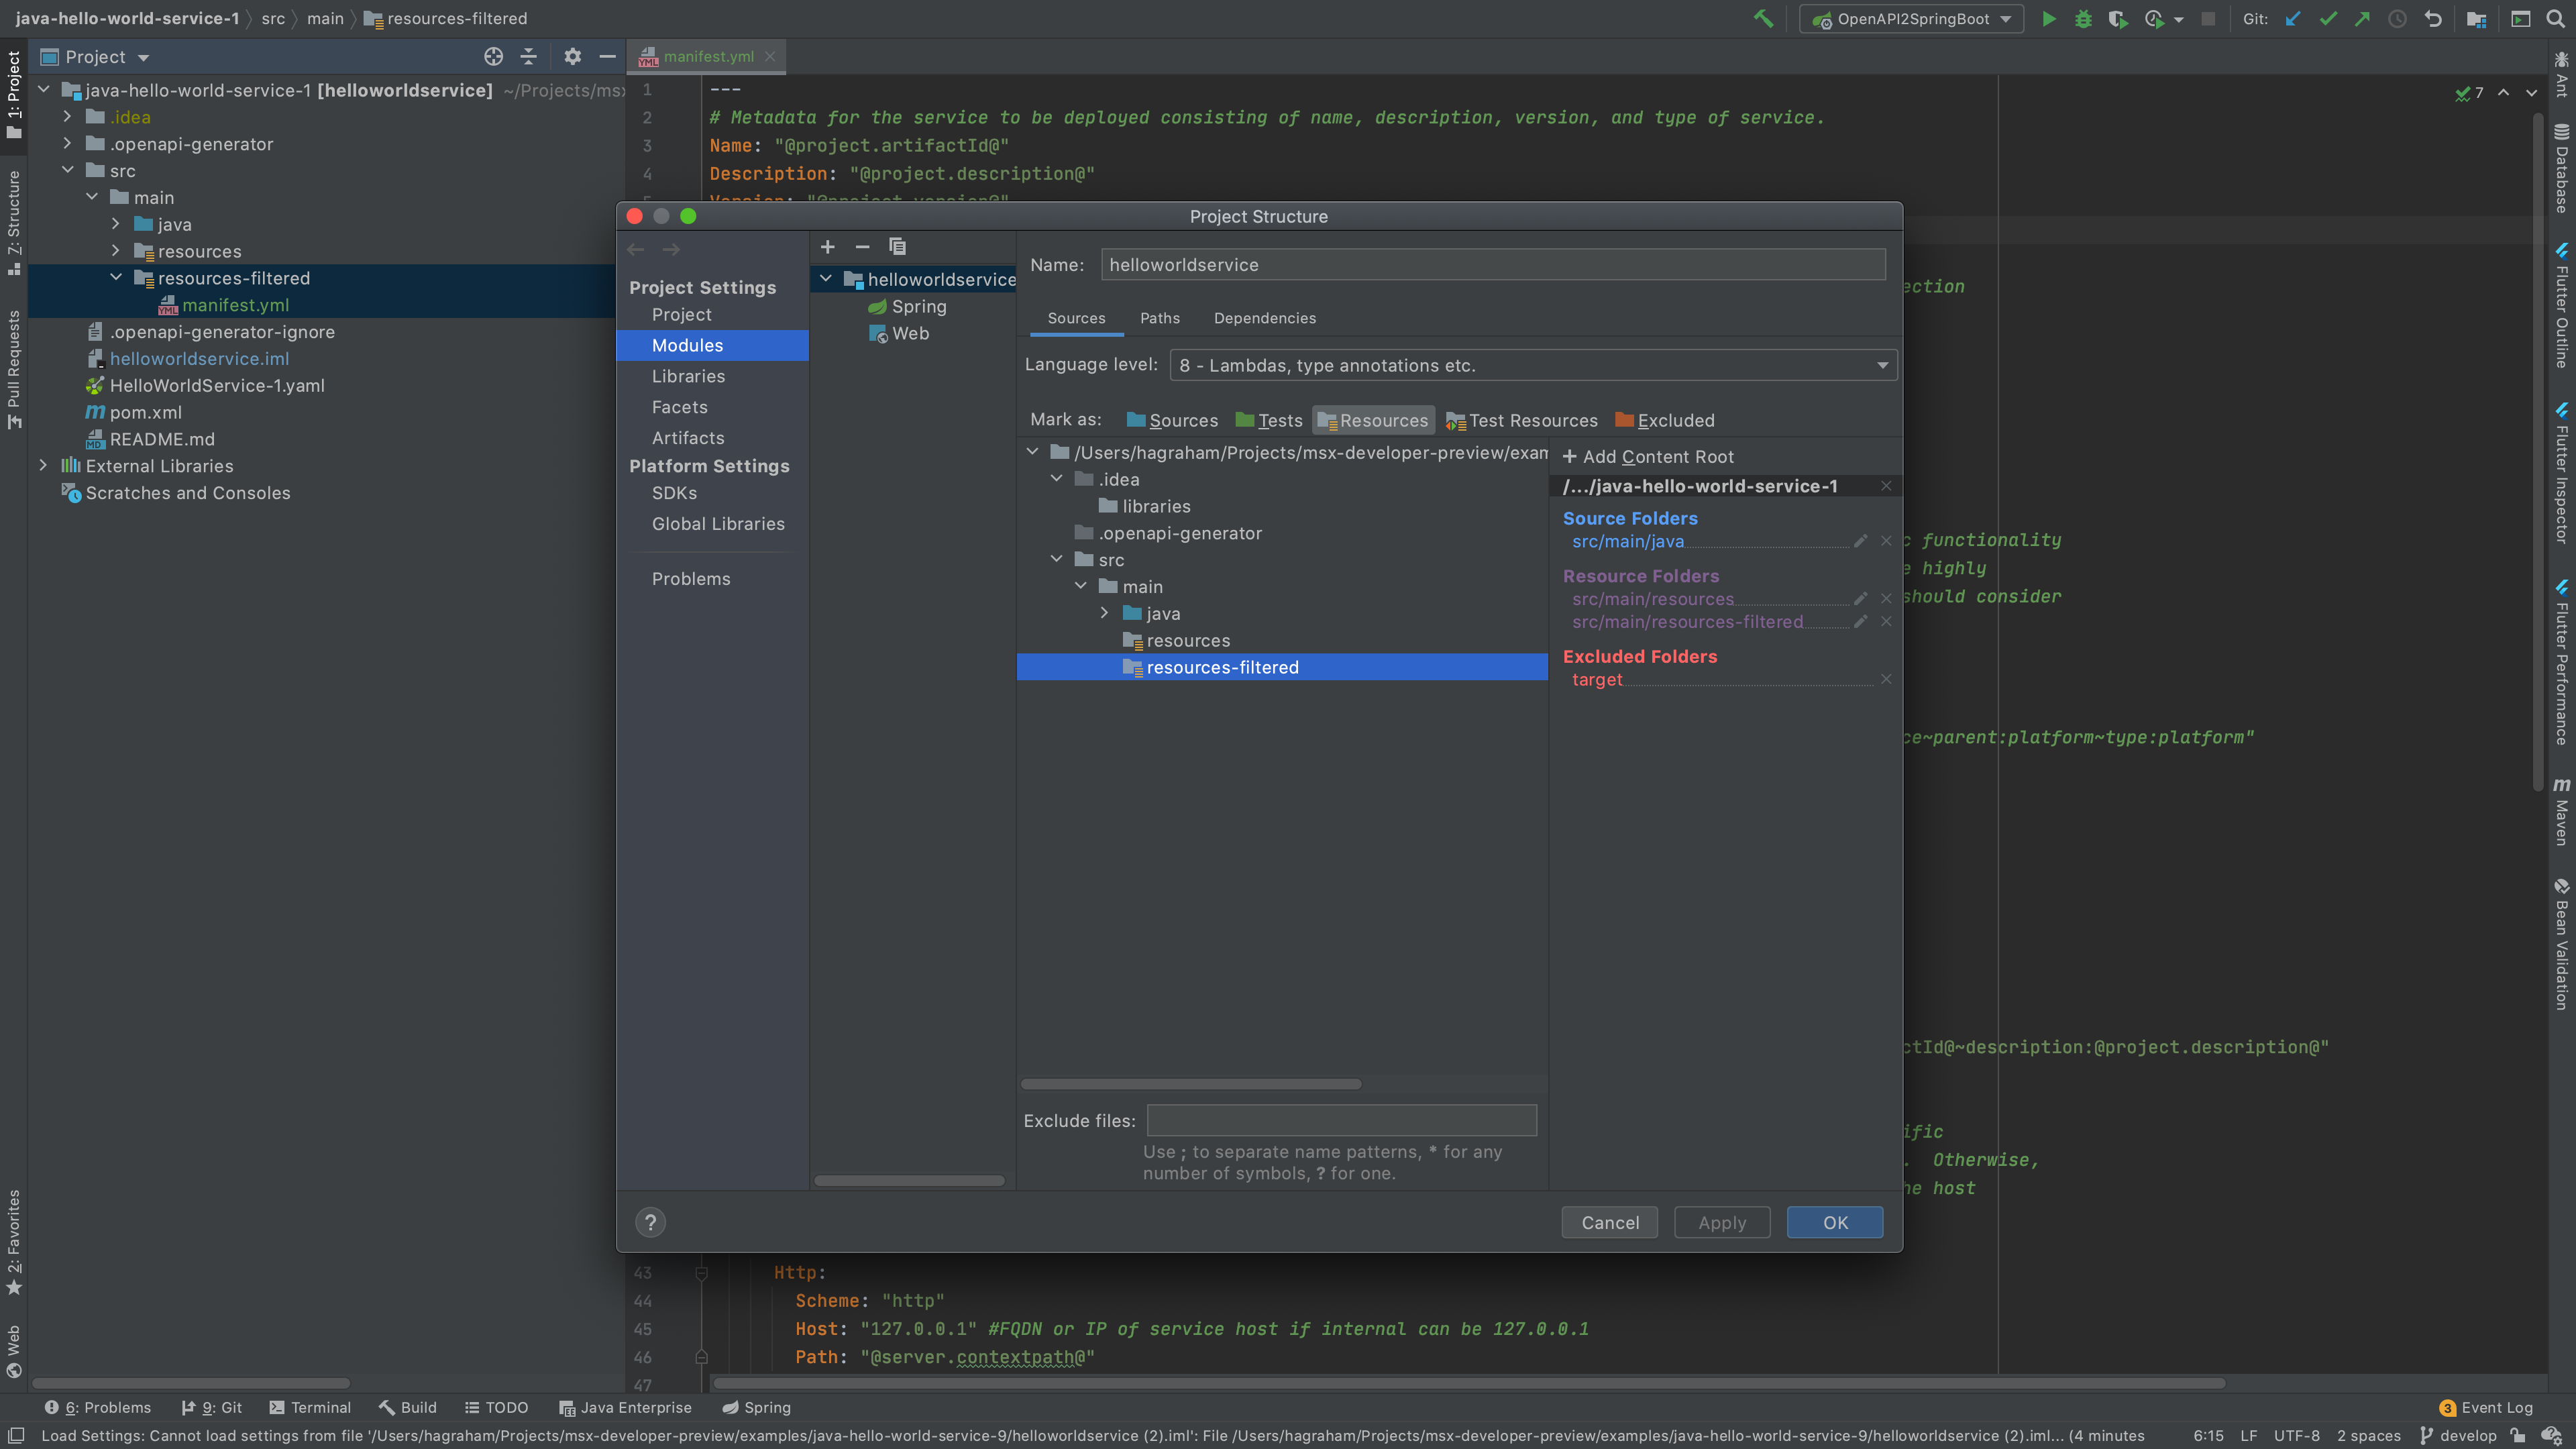 java-hello-world-service-1 src main resources-filtered
OpenAPI2SpringBoot Git:
Project
manifest.yml
java-hello-world-service-1 [helloworldservice] ~/Projects/msx
.idea
.openapi-generator
src
main
java
resources
resources-filtered
manifest.yml
.openapi-generator-ignore
helloworldservice.iml
HelloWorldService-1.yaml
pom.xml
README.md
External Libraries
Scratches and Consoles
1: Project
Z: Structure
Pull Requests
2: Favorites
Web
1 ---
2 # Metadata for the service to be deployed consisting of name, description, version, and type of service.
3 Name: "@project.artifactId@"
4 Description: "@project.description@"
5 Version: "@project.version@"
7
Project Structure
Project Settings
Project
Modules
Libraries
Facets
Artifacts
Platform Settings
SDKs
Global Libraries
Problems
helloworldservice
Spring
Web
Name: helloworldservice
Sources Paths Dependencies
Language level: 8 - Lambdas, type annotations etc.
Mark as: Sources Tests Resources Test Resources Excluded
/Users/hagraham/Projects/msx-developer-preview/exam
.idea
libraries
.openapi-generator
src
main
java
resources
resources-filtered
+ Add Content Root
/.../java-hello-world-service-1
Source Folders
src/main/java
Resource Folders
src/main/resources
src/main/resources-filtered
Excluded Folders
target
Exclude files:
Use ; to separate name patterns, * for any
number of symbols, ? for one.
? Cancel Apply OK
ection
c functionality
e highly
should consider
ce~parent:platform~type:platform"
ctId@~description:@project.description@"
ific
. Otherwise,
he host
43 Http:
44 Scheme: "http"
45 Host: "127.0.0.1" #FQDN or IP of service host if internal can be 127.0.0.1
46 Path: "@server.contextpath@"
47
Ant
Database
Flutter Outline
Flutter Inspector
Flutter Performance
Maven
Bean Validation
6: Problems 9: Git Terminal Build TODO Java Enterprise Spring 3 Event Log
Load Settings: Cannot load settings from file '/Users/hagraham/Projects/msx-developer-preview/examples/java-hello-world-service-9/helloworldservice (2).iml': File /Users/hagraham/Projects/msx-developer-preview/examples/java-hello-world-service-9/helloworldservice (2).iml... (4 minutes 6:15 LF UTF-8 2 spaces develop